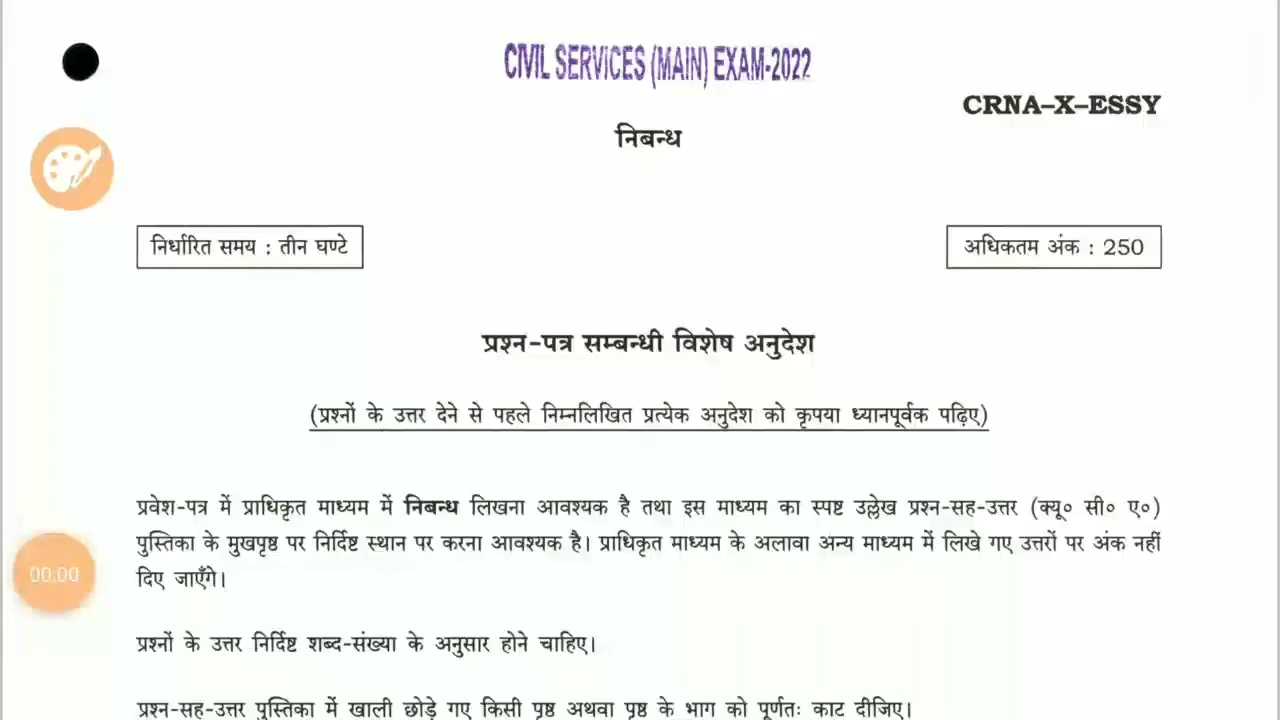 CIVIL SERVICES (MAIN) EXAM-2022
CRNA–X–ESSY
निबन्ध
निर्धारित समय : तीन घण्टे
अधिकतम अंक : 250
प्रश्न-पत्र सम्बन्धी विशेष अनुदेश
(प्रश्नों के उत्तर देने से पहले निम्नलिखित प्रत्येक अनुदेश को कृपया ध्यानपूर्वक पढ़िए)
प्रवेश-पत्र में प्राधिकृत माध्यम में निबन्ध लिखना आवश्यक है तथा इस माध्यम का स्पष्ट उल्लेख प्रश्न-सह-उत्तर (क्यू० सी० ए०)
पुस्तिका के मुखपृष्ठ पर निर्दिष्ट स्थान पर करना आवश्यक है। प्राधिकृत माध्यम के अलावा अन्य माध्यम में लिखे गए उत्तरों पर अंक नहीं
00:00
दिए जाएँगे।
प्रश्नों के उत्तर निर्दिष्ट शब्द-संख्या के अनुसार होने चाहिए।
प्रश्न-सह-उत्तर पुस्तिका में खाली छोड़े गए किसी पृष्ठ अथवा पृष्ठ के भाग को पूर्णतः काट दीजिए।